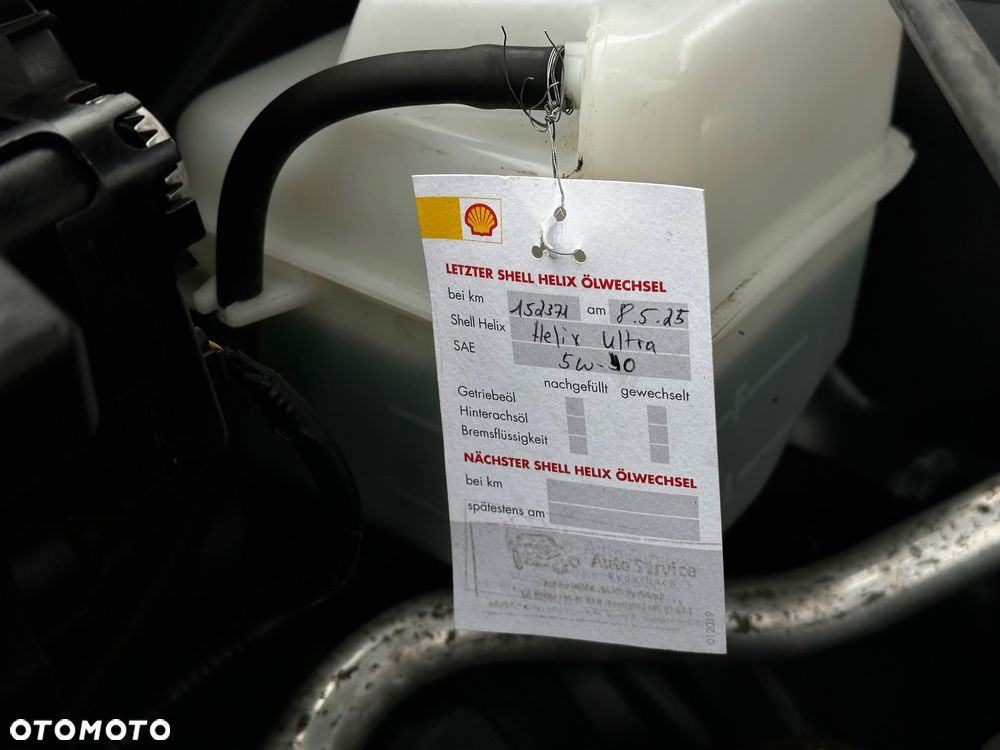 LETZTER SHELL HELIX ÖLWECHSEL
bei km 152371 am 8.5.25
Shell Helix Helix Ultra
SAE 5W-
nachgefüllt gewechselt
Getriebeöl
Hinterachsöl
Bremsflüssigkeit
NÄCHSTER SHELL HELIX ÖLWECHSEL
bei km
spätestens am
Auto Service
012019
OTOMOTO